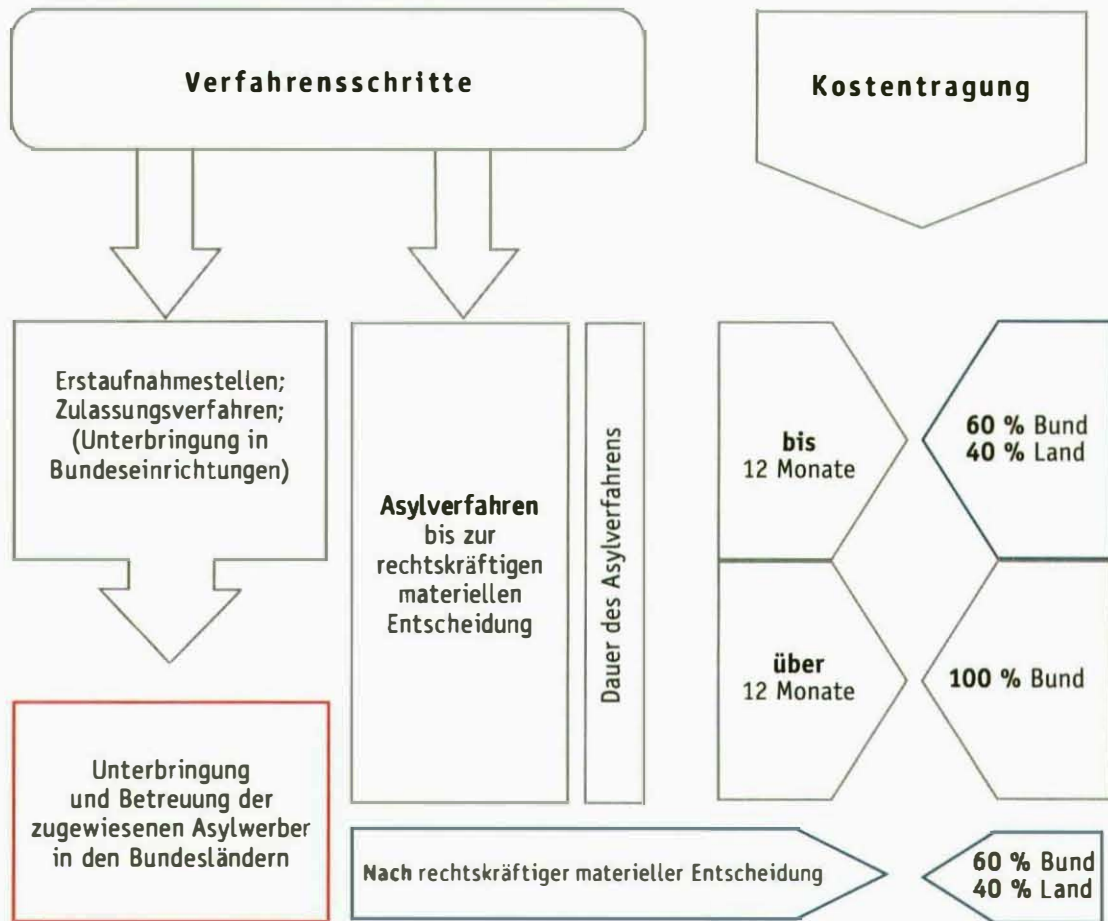 Verfahrensschritte
Kostentragung
Erstaufnahmestellen;
Zulassungsverfahren;
(Unterbringung in
Bundeseinrichtungen)
Unterbringung
und Betreuung der
zugewiesenen Asylwerber
in den Bundesländern
Asylverfahren
bis zur
rechtskräftigen
materiellen
Entscheidung
Dauer des Asylverfahrens
bis
12 Monate
60 % Bund
40 % Land
über
12 Monate
100 % Bund
Nach rechtskräftiger materieller Entscheidung
60 % Bund
40 % Land